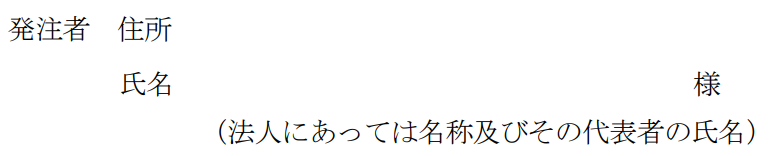 発注者　住所
氏名　　　　　　　　　　　　　　　　　　　様
（法人にあっては名称及びその代表者の氏名）